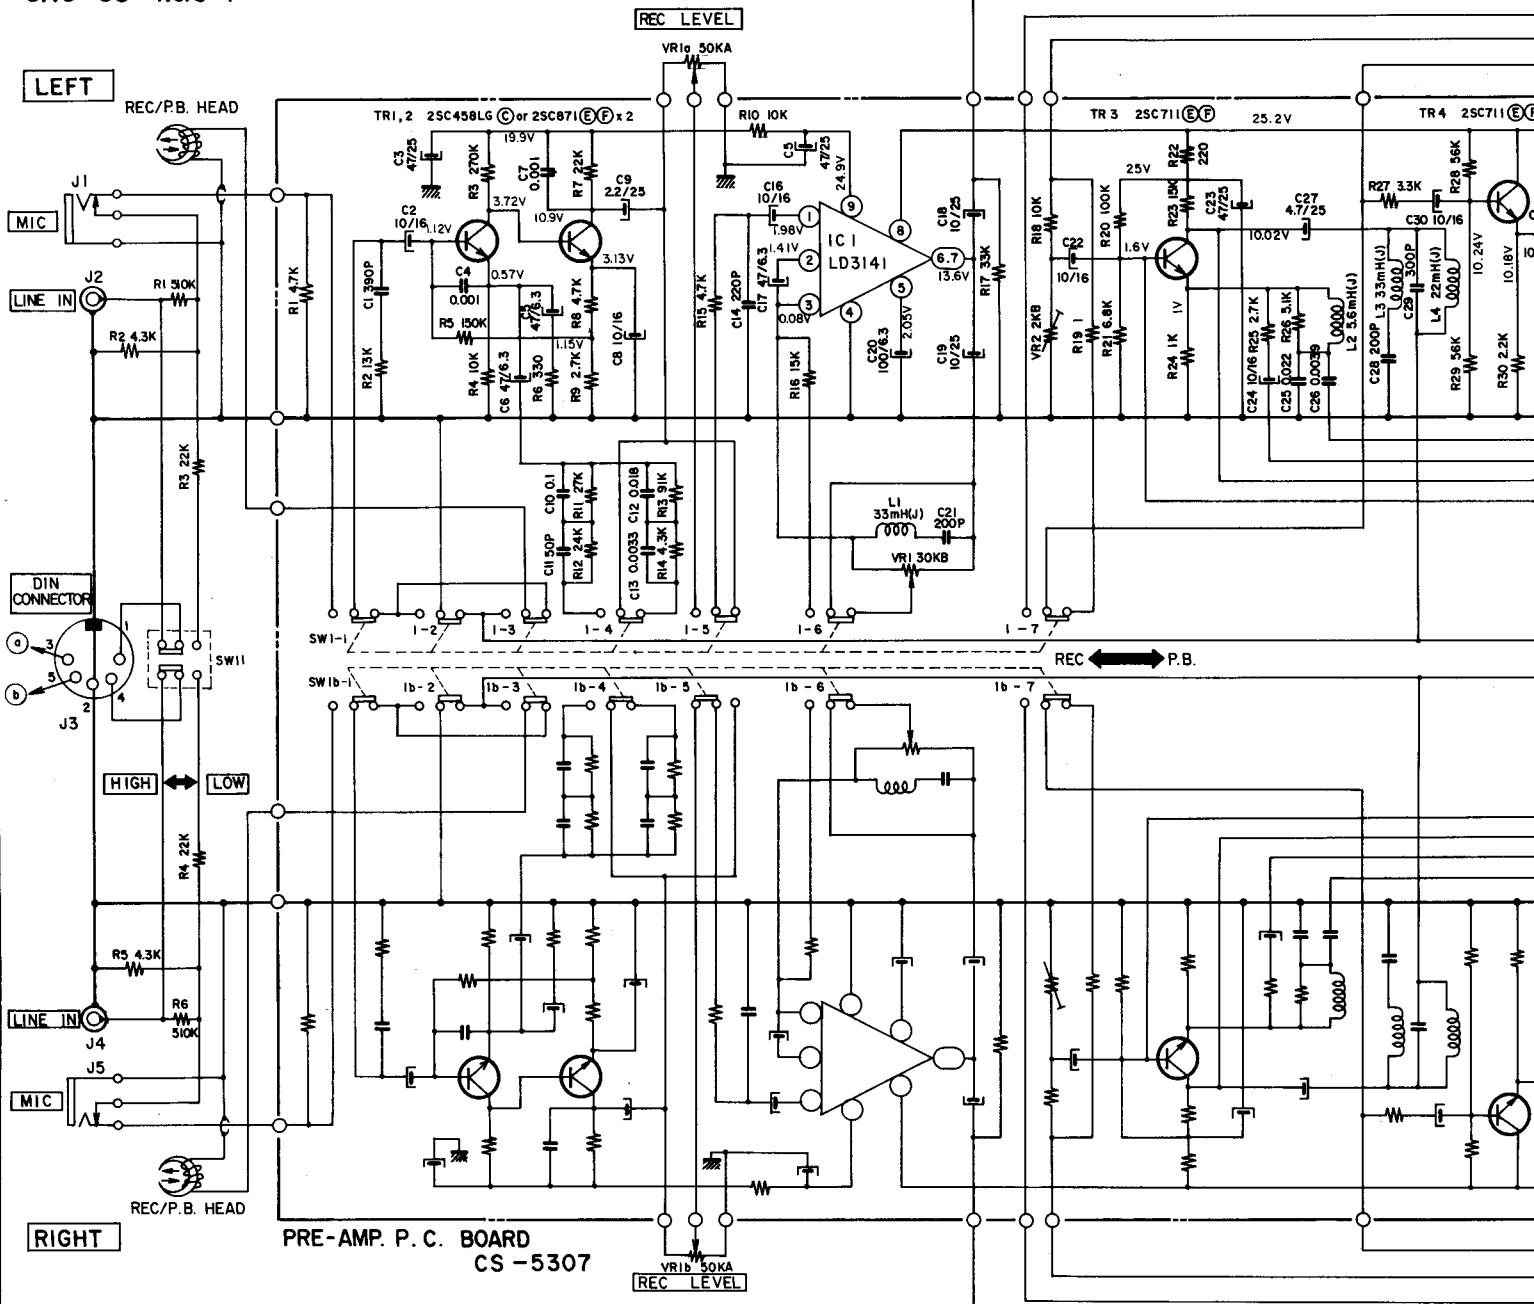 REC LEVEL
VR1a 50KA
LEFT
REC/P.B. HEAD
TR1,2 2SC458LG Ⓒ or 2SC871 Ⓔ Ⓕ x 2
19.9V
R10 10K
TR3 2SC711 Ⓔ Ⓕ
25.2V
TR4 2SC711 Ⓔ
C3 47/25
R3 270K
C7 0.001
R7 22K
C9 2.2/25
C5 47/25
24.9V
R22 220
R28 56K
J1
MIC
3.72V
10.9V
C2 10/16
1.12V
C16 10/16
1
1.98V
9
8
IC1
LD3141
6.7
13.6V
C18 10/25
R18 10K
R20 100K
25V
R23 15K
C23 47/25
C27 4.7/25
10.02V
R27 3.3K
C30 10/16
J2
LINE IN
R1 510K
R1 4.7K
C1 390P
C4 0.001
0.57V
3.13V
R15 4.7K
C14 220P
C17 47/6.3
1.41V
2
3
0.08V
5
4
2.05V
R17 33K
C22 10/16
1.6V
10.24V
10.18V
R2 4.3K
R2 13K
R5 150K
C5 47/6.3
R8 4.7K
1.15V
C8 10/16
R4 10K
C6 47/6.3
R6 330
R9 2.7K
R16 15K
C20 100/6.3
C19 10/25
VR2 2KB
R19 1
R21 6.8K
R24 1K
1V
C24 10/16
R25 2.7K
C25 0.022
R26 5.1K
C26 0.0039
L2 5.6mH(J)
C28 200P
L3 33mH(J)
C29 300P
L4 22mH(J)
R29 56K
R30 2.2K
R3 22K
C10 0.1
R11 27K
C12 0.018
R13 91K
C11 50P
R12 24K
C13 0.0033
R14 4.3K
L1
33mH(J)
C21
200P
VR1 30KB
DIN
CONNECTOR
1
3
5
2
4
a
b
J3
SW11
SW1-1
1-2
1-3
1-4
1-5
1-6
1-7
REC
P.B.
SW1b-1
1b-2
1b-3
1b-4
1b-5
1b-6
1b-7
HIGH
LOW
R4 22K
R5 4.3K
R6
510K
LINE IN
J4
J5
MIC
REC/P.B. HEAD
RIGHT
PRE-AMP. P. C. BOARD
CS-5307
VR1b 50KA
REC LEVEL